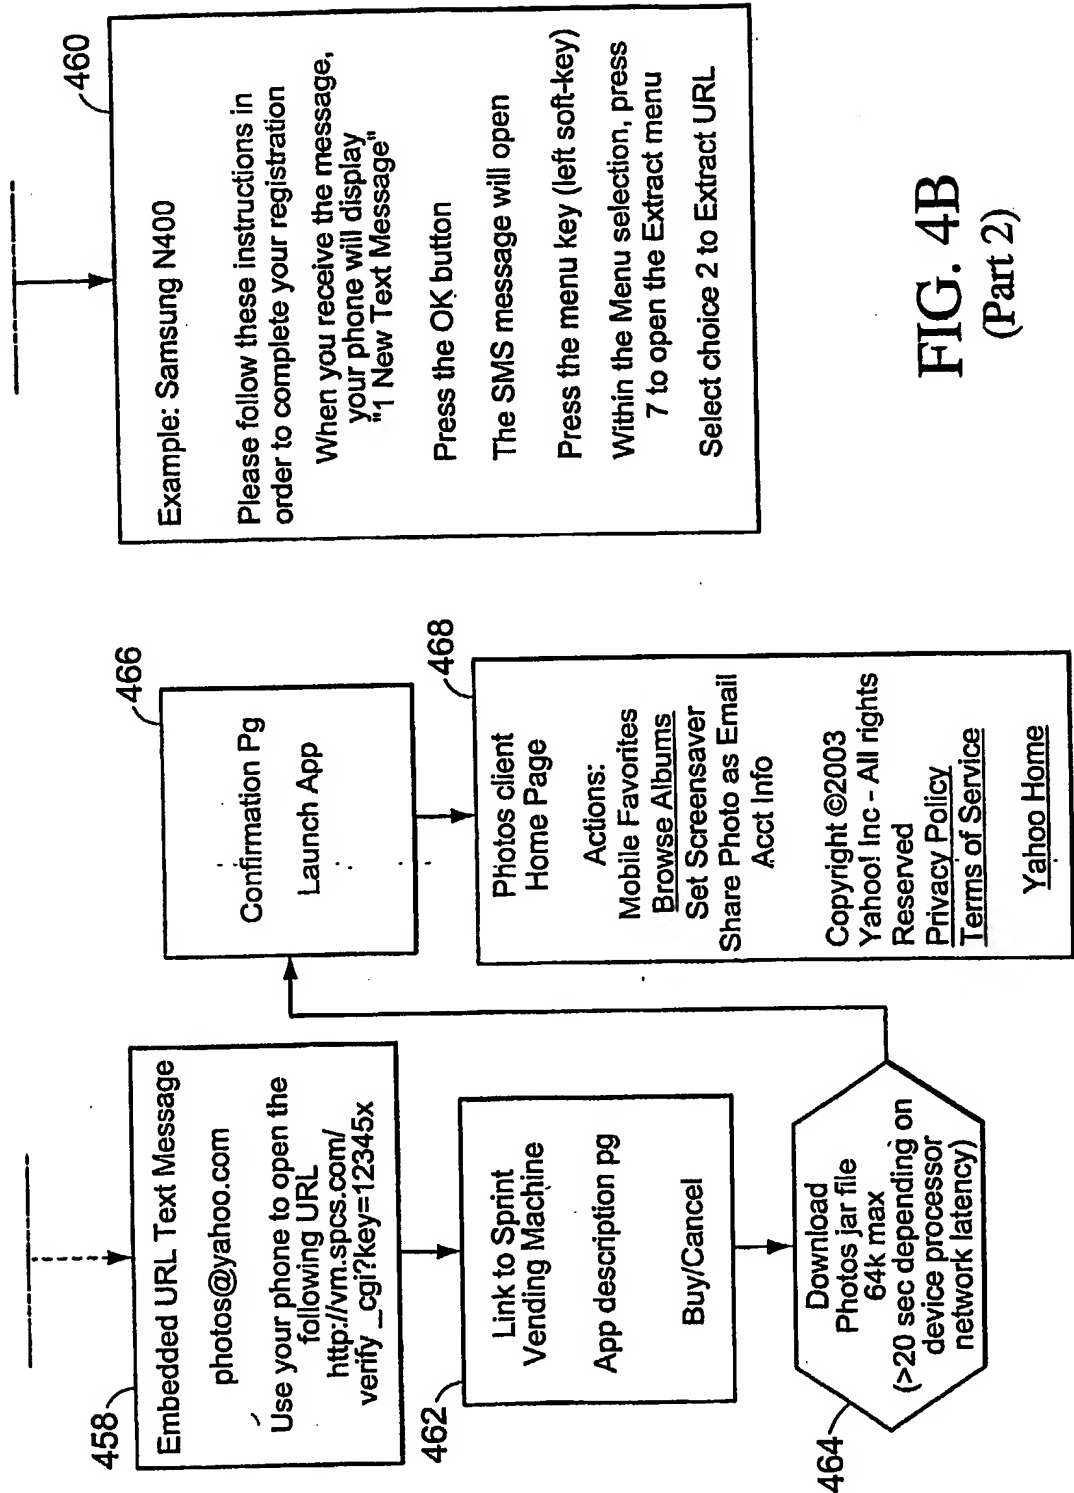 458
Embedded URL Text Message
photos@yahoo.com
Use your phone to open the
following URL
http://vm.spcs.com/
verify_cgi?key=12345x
462
Link to Sprint
Vending Machine
App description pg
Buy/Cancel
464
Download
Photos jar file
64k max
(>20 sec depending on
device processor
network latency)
466
Confirmation Pg
Launch App
468
Photos client
Home Page
Actions:
Mobile Favorites
Browse Albums
Set Screensaver
Share Photo as Email
Acct Info
Copyright ©2003
Yahoo! Inc - All rights
Reserved
Privacy Policy
Terms of Service
Yahoo Home
460
Example: Samsung N400
Please follow these instructions in
order to complete your registration
When you receive the message,
your phone will display
"1 New Text Message"
Press the OK button
The SMS message will open
Press the menu key (left soft-key)
Within the Menu selection, press
7 to open the Extract menu
Select choice 2 to Extract URL
FIG. 4B
(Part 2)